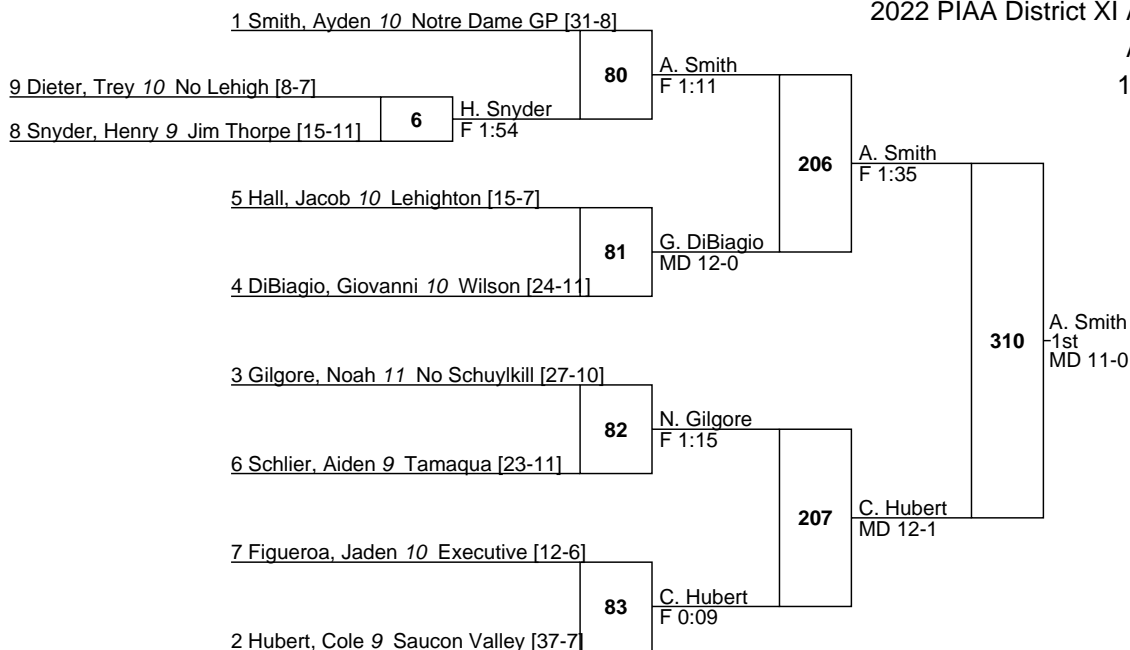 2022 PIAA District XI
1 Smith, Ayden 10 Notre Dame GP [31-8]
80
A. Smith
F 1:11
9 Dieter, Trey 10 No Lehigh [8-7]
6
H. Snyder
F 1:54
8 Snyder, Henry 9 Jim Thorpe [15-11]
206
A. Smith
F 1:35
5 Hall, Jacob 10 Lehighton [15-7]
81
G. DiBiagio
MD 12-0
4 DiBiagio, Giovanni 10 Wilson [24-11]
310
A. Smith
1st
MD 11-0
3 Gilgore, Noah 11 No Schuylkill [27-10]
82
N. Gilgore
F 1:15
6 Schlier, Aiden 9 Tamaqua [23-11]
207
C. Hubert
MD 12-1
7 Figueroa, Jaden 10 Executive [12-6]
83
C. Hubert
F 0:09
2 Hubert, Cole 9 Saucon Valley [37-7]